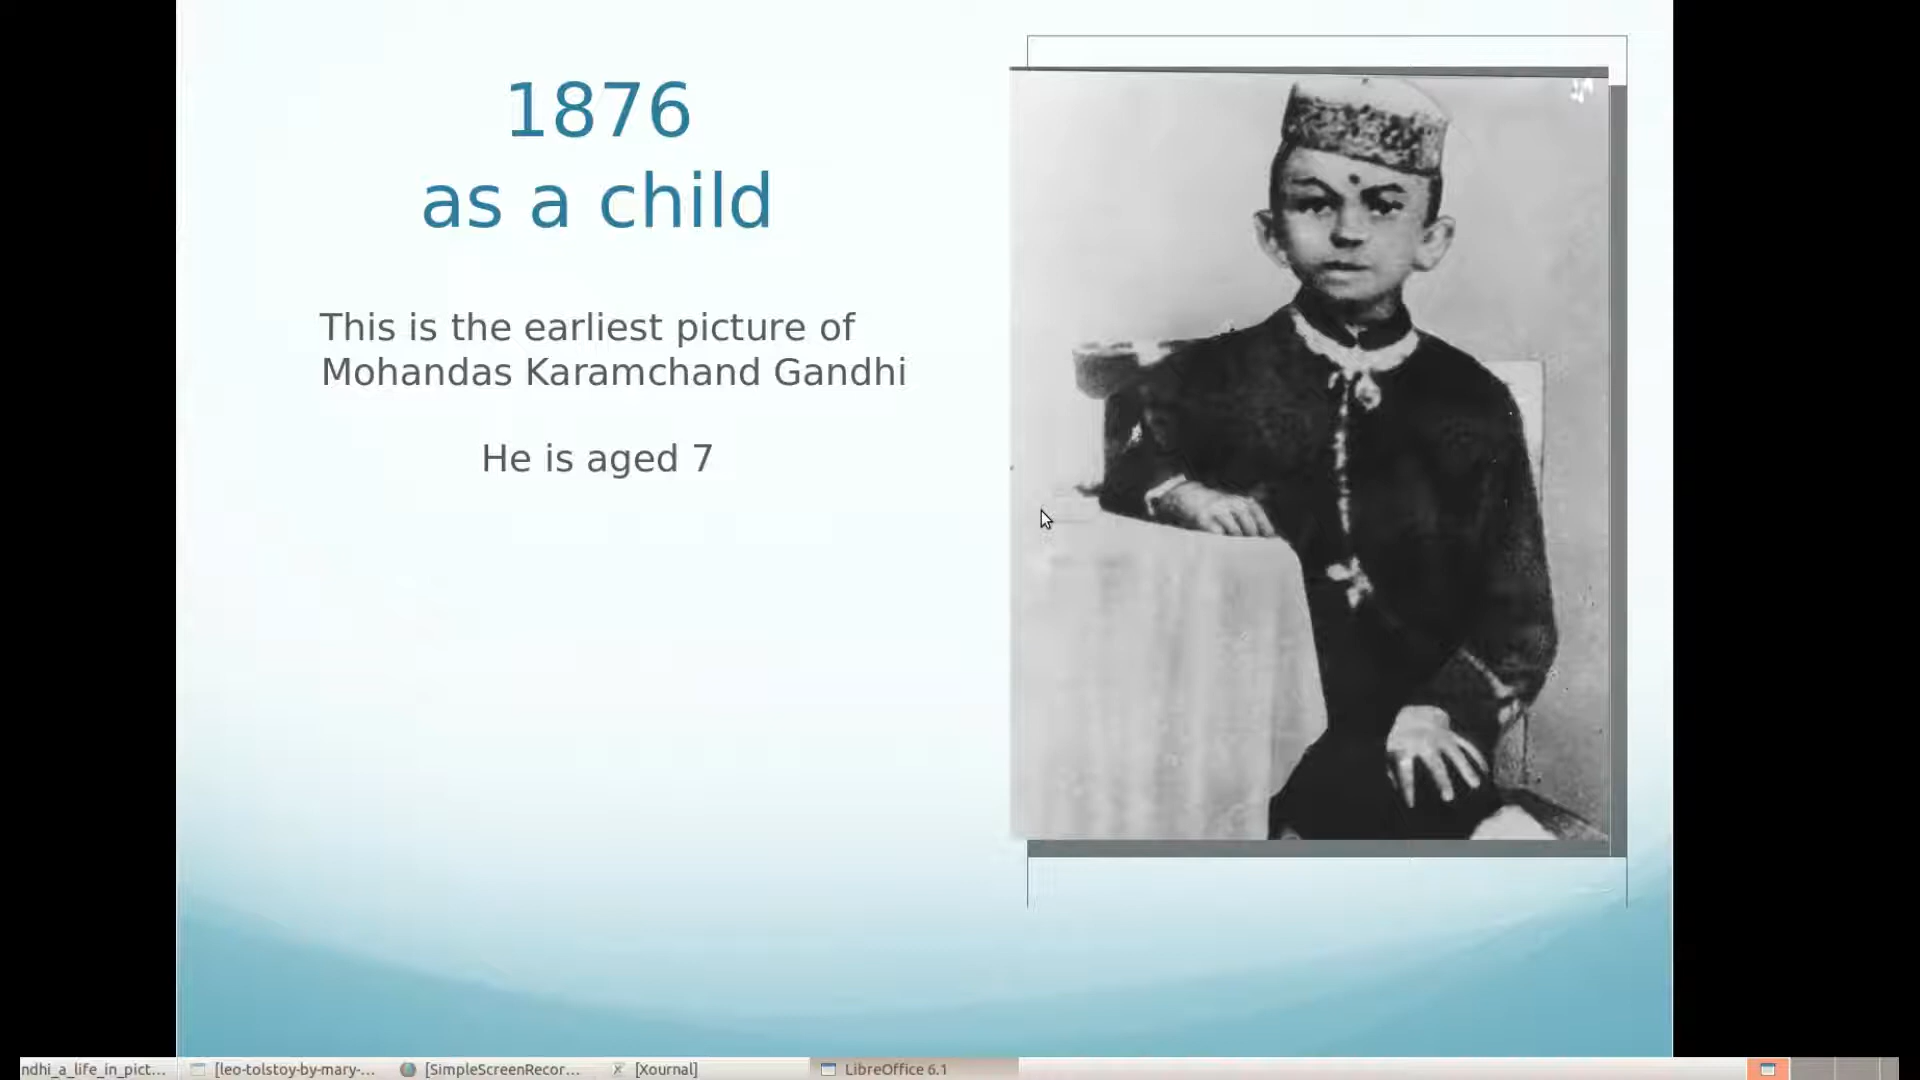 1876
as a child
This is the earliest picture of
Mohandas Karamchand Gandhi
He is aged 7
ndhi_a_life_in_pict...
[leo-tolstoy-by-mary-...
[SimpleScreenRecor...
[Xournal]
LibreOffice 6.1